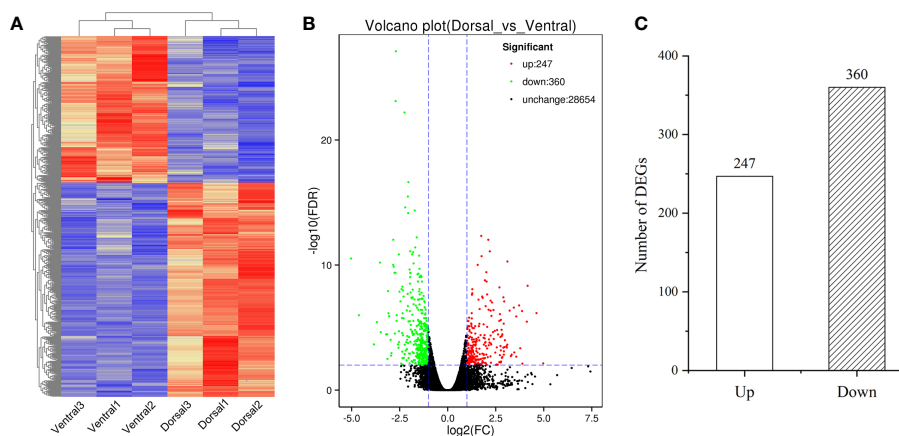 A
Ventral3 Ventral1 Ventral2 Dorsal3 Dorsal1 Dorsal2
B
Volcano plot(Dorsal_vs_Ventral)
Significant
up:247
down:360
unchange:28654
-log10(FDR)
20
10
0
-5.0 -2.5 0.0 2.5 5.0 7.5
log2(FC)
C
Number of DEGs
400
300
200
100
0
247
360
Up Down